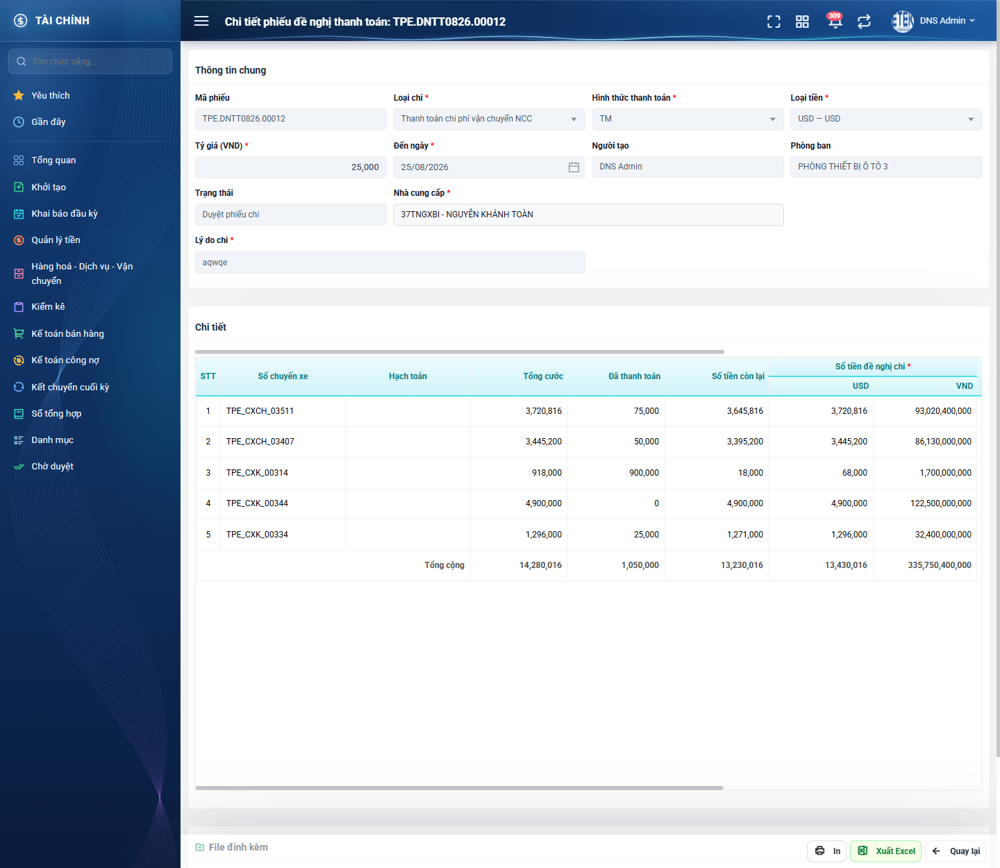 TÀI CHÍNH
Chi tiết phiếu đề nghị thanh toán: TPE.DNTT0826.00012
309
DNS Admin
Tìm chức năng...
Yêu thích
Gần đây
Tổng quan
Khởi tạo
Khai báo đầu kỳ
Quản lý tiền
Hàng hoá - Dịch vụ - Vận
chuyển
Kiểm kê
Kế toán bán hàng
Kế toán công nợ
Kết chuyển cuối kỳ
Sổ tổng hợp
Danh mục
Chờ duyệt
Thông tin chung
Mã phiếu Loại chi * Hình thức thanh toán * Loại tiền *
TPE.DNTT0826.00012 Thanh toán chi phí vận chuyển NCC TM USD — USD
Tỷ giá (VND) * Đến ngày * Người tạo Phòng ban
25,000 25/08/2026 DNS Admin PHÒNG THIẾT BỊ Ô TÔ 3
Trạng thái Nhà cung cấp *
Duyệt phiếu chi 37TNGXBI - NGUYỄN KHÁNH TOÀN
Lý do chi *
aqwqe
Chi tiết
STT Số chuyến xe Hạch toán Tổng cước Đã thanh toán Số tiền còn lại Số tiền đề nghị chi *
USD VND
1 TPE_CXCH_03511 3,720,816 75,000 3,645,816 3,720,816 93,020,400,000
2 TPE_CXCH_03407 3,445,200 50,000 3,395,200 3,445,200 86,130,000,000
3 TPE_CXK_00314 918,000 900,000 18,000 68,000 1,700,000,000
4 TPE_CXK_00344 4,900,000 0 4,900,000 4,900,000 122,500,000,000
5 TPE_CXK_00334 1,296,000 25,000 1,271,000 1,296,000 32,400,000,000
Tổng cộng 14,280,016 1,050,000 13,230,016 13,430,016 335,750,400,000
File đính kèm
In
Xuất Excel
Quay lại